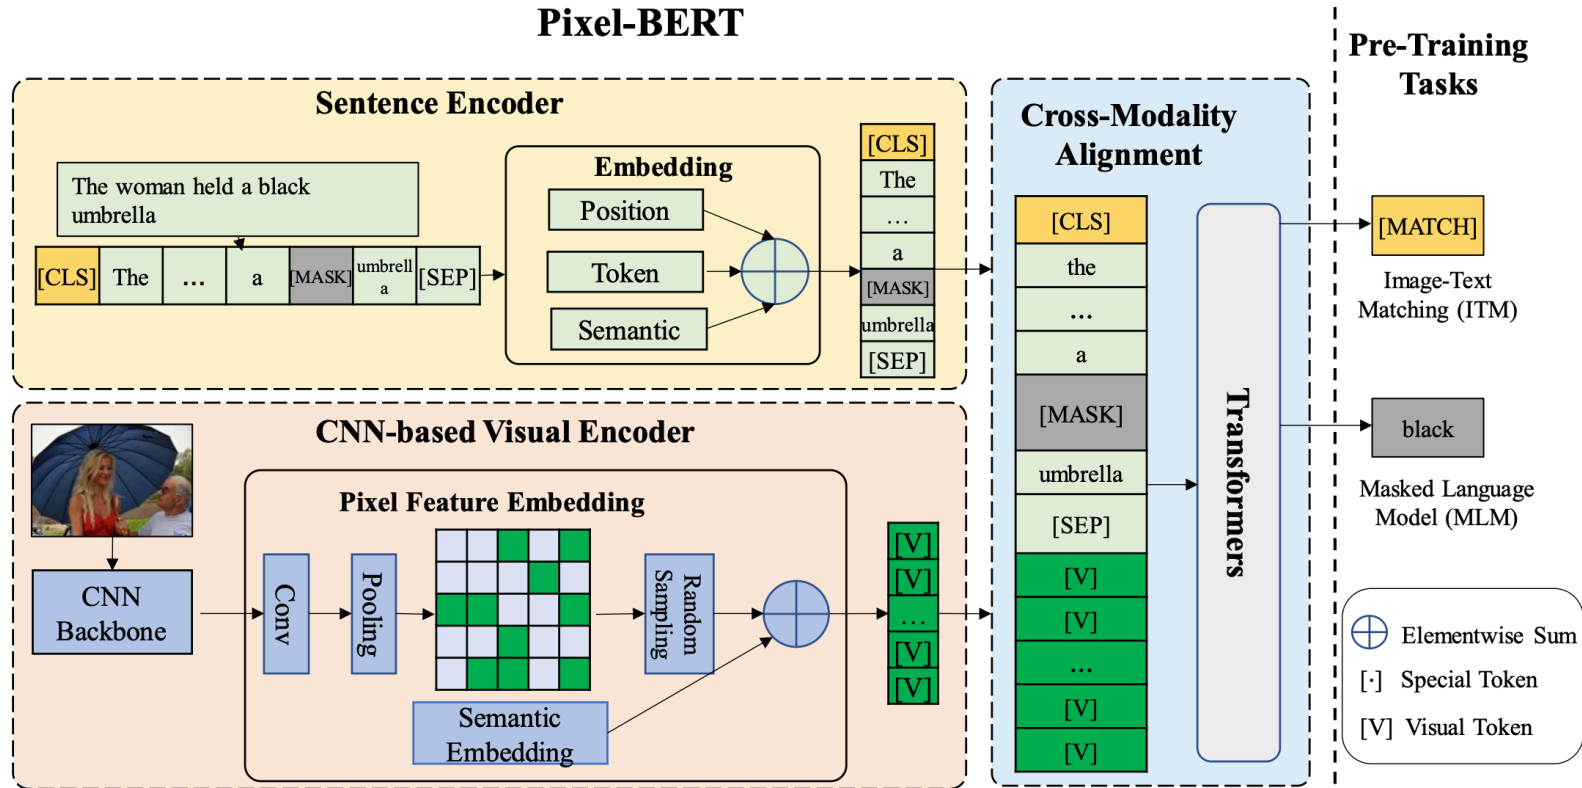 Pixel-BERT
Sentence Encoder
The woman held a black
umbrella
[CLS] The ... a [MASK] umbrell [SEP]
a
Embedding
Position
Token
Semantic
[CLS]
The
...
a
[MASK]
umbrella
[SEP]
CNN-based Visual Encoder
CNN
Backbone
Pixel Feature Embedding
Conv
Pooling
Random
Sampling
Semantic
Embedding
[V]
[V]
...
[V]
[V]
Cross-Modality
Alignment
[CLS]
the
...
a
[MASK]
umbrella
[SEP]
[V]
[V]
...
[V]
[V]
Transformers
Pre-Training
Tasks
[MATCH]
Image-Text
Matching (ITM)
black
Masked Language
Model (MLM)
Elementwise Sum
[·] Special Token
[V] Visual Token